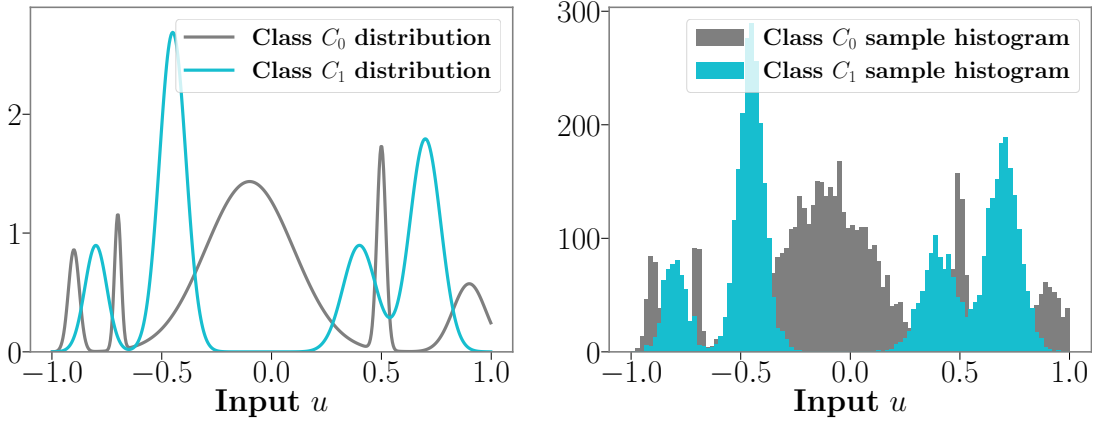 Class C₀ distribution
Class C₁ distribution
2
1
0
−1.0 −0.5 0.0 0.5 1.0
Input u
Class C₀ sample histogram
Class C₁ sample histogram
300
200
100
0
−1.0 −0.5 0.0 0.5 1.0
Input u